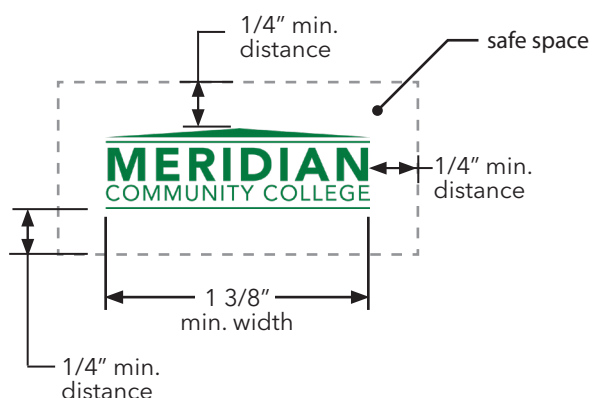 1/4” min.
distance
safe space
MERIDIAN
COMMUNITY COLLEGE
1/4” min.
distance
1 3/8”
min. width
1/4” min.
distance